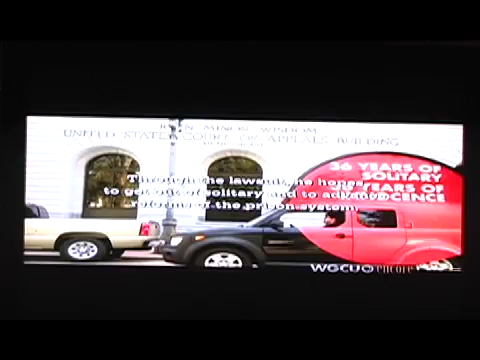 JOHN MINOR WISDOM
UNITED STATES COURT OF APPEALS BUILDING
36 YEARS OF
SOLITARY
YEARS OF
INNOCENCE
Through the lawsuit, he hopes
to get out of solitary and to advance
reforms of the prison system.
WGCU encore